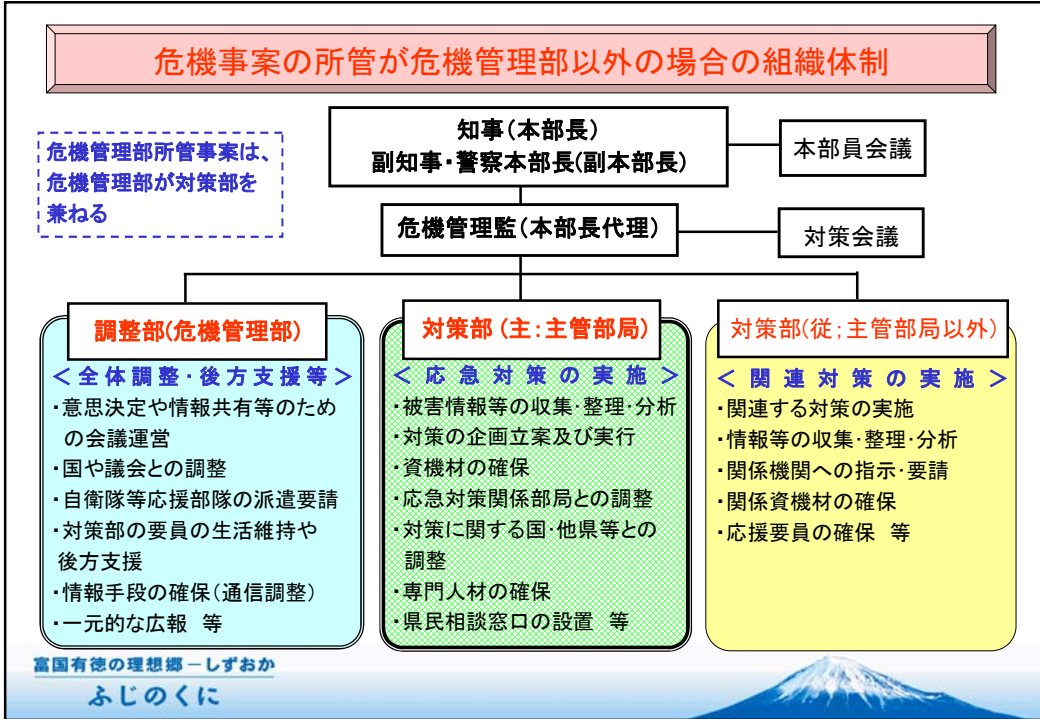 危機事案の所管が危機管理部以外の場合の組織体制
知事(本部長)
副知事・警察本部長(副本部長)
本部員会議
危機管理部所管事案は、
危機管理部が対策部を
兼ねる
危機管理監(本部長代理)
対策会議
調整部(危機管理部)
<全体調整・後方支援等>
・意思決定や情報共有等のため
の会議運営
・国や議会との調整
・自衛隊等応援部隊の派遣要請
・対策部の要員の生活維持や
後方支援
・情報手段の確保(通信調整)
・一元的な広報 等
対策部(主:主管部局)
<応急対策の実施>
・被害情報等の収集・整理・分析
・対策の企画立案及び実行
・資機材の確保
・応急対策関係部局との調整
・対策に関する国・他県等との
調整
・専門人材の確保
・県民相談窓口の設置 等
対策部(従;主管部局以外)
<関連対策の実施>
・関連する対策の実施
・情報等の収集・整理・分析
・関係機関への指示・要請
・関係資機材の確保
・応援要員の確保 等
富国有徳の理想郷-しずおか
ふじのくに